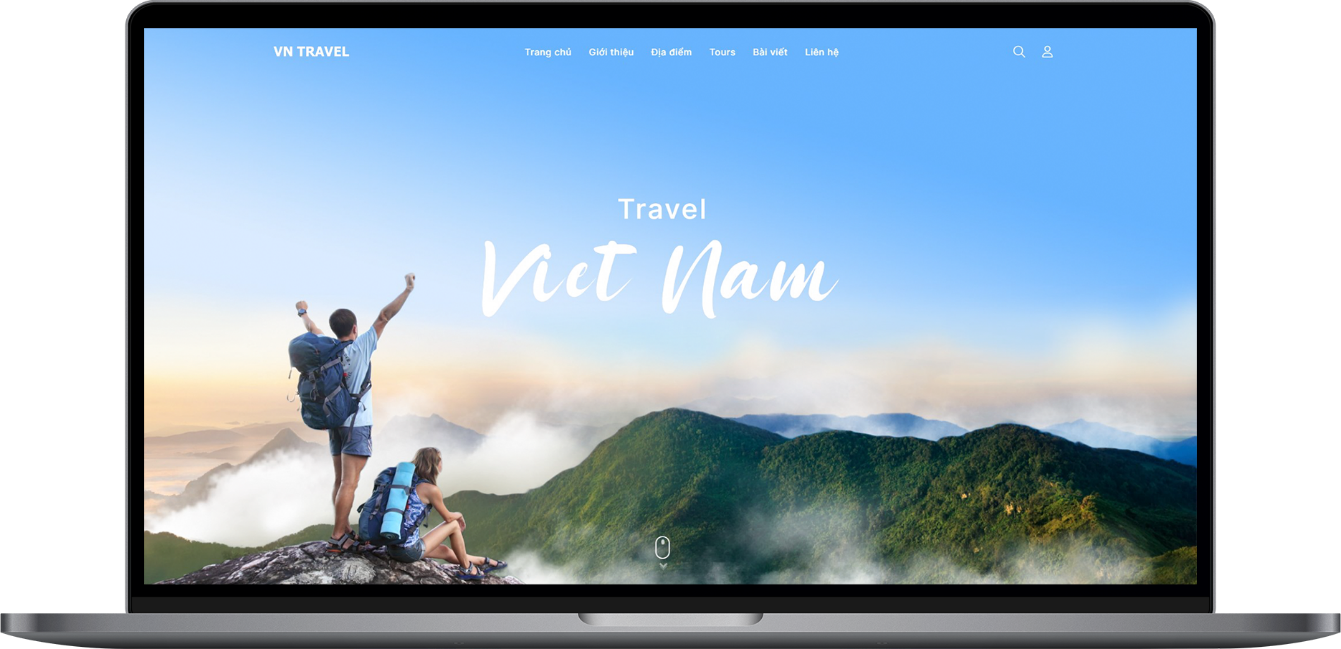 VN TRAVEL
Trang chủ Giới thiệu Địa điểm Tours Bài viết Liên hệ
Travel
Viet Nam